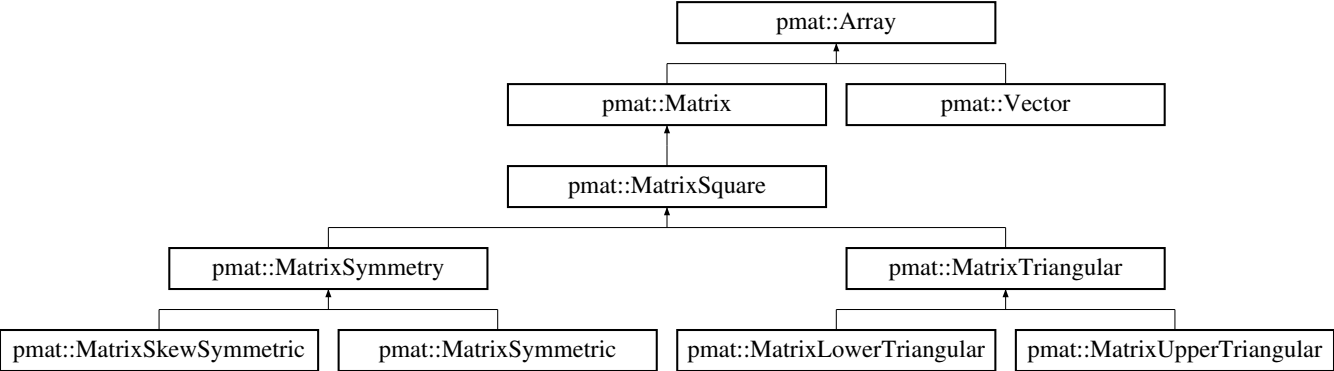 pmat::Array
pmat::Matrix
pmat::Vector
pmat::MatrixSquare
pmat::MatrixSymmetry
pmat::MatrixTriangular
pmat::MatrixSkewSymmetric
pmat::MatrixSymmetric
pmat::MatrixLowerTriangular
pmat::MatrixUpperTriangular